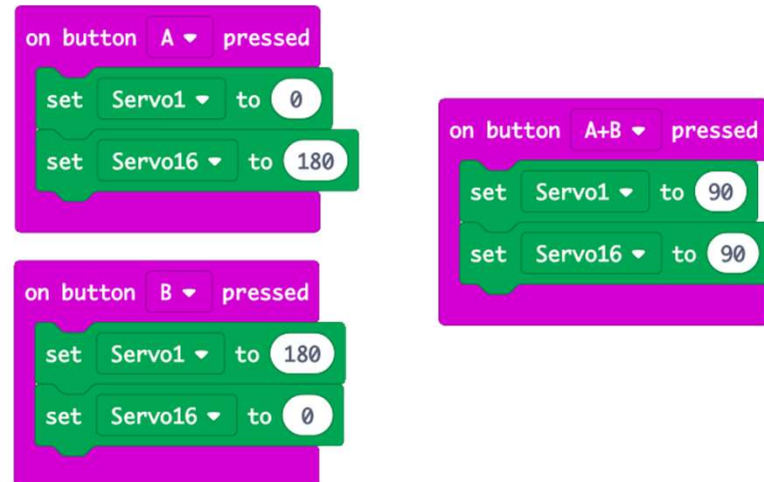 on button A pressed
set Servo1 to 0
set Servo16 to 180
on button B pressed
set Servo1 to 180
set Servo16 to 0
on button A+B pressed
set Servo1 to 90
set Servo16 to 90